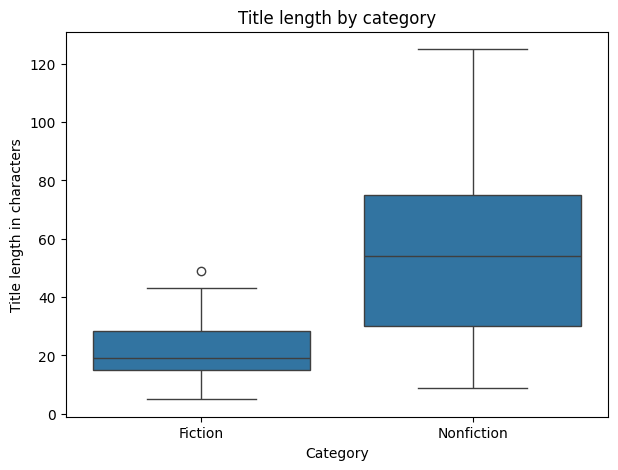 Title length by category
Title length in characters
120
100
80
60
40
20
0
Fiction
Nonfiction
Category